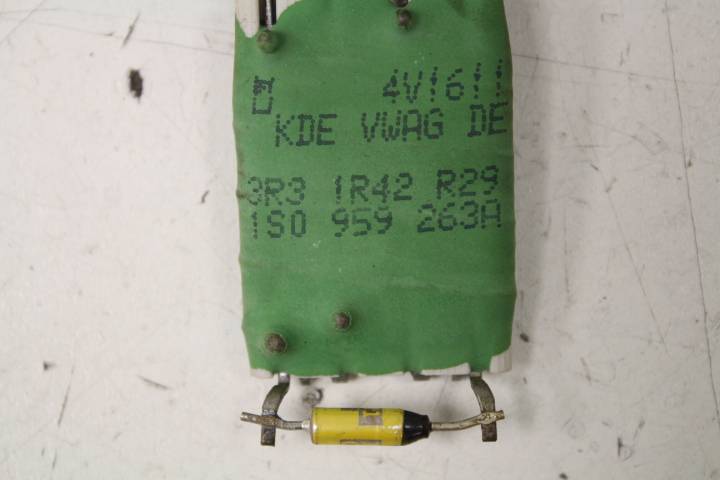 4V1611
KDE VWAG DE
3R3 1R42 R29
1S0 959 263A